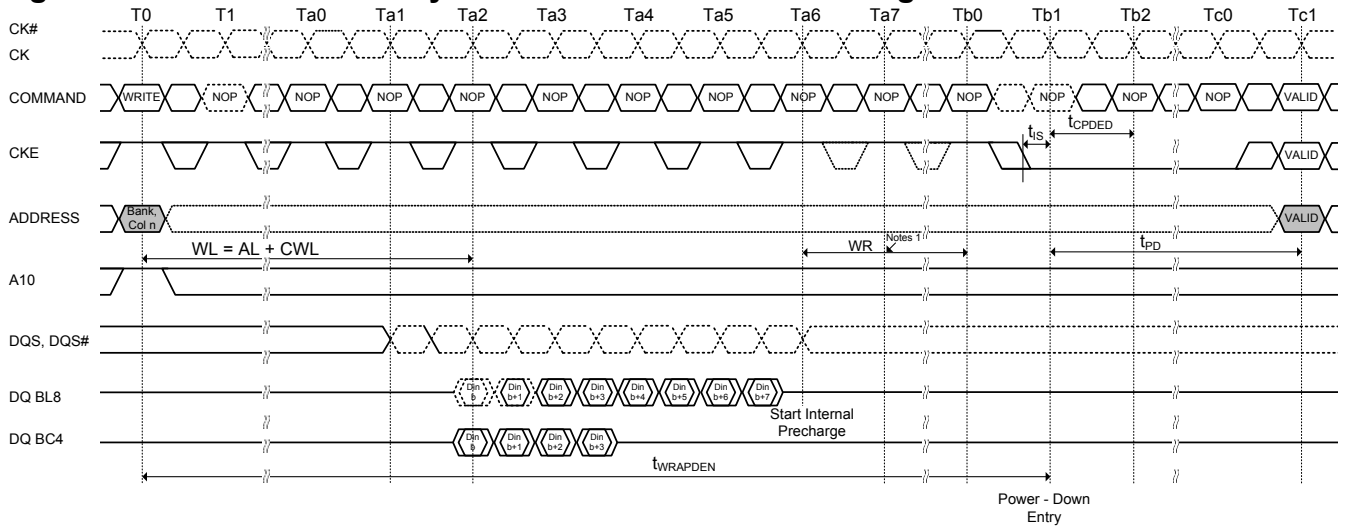 T0 T1 Ta0 Ta1 Ta2 Ta3 Ta4 Ta5 Ta6 Ta7 Tb0 Tb1 Tb2 Tc0 Tc1
CK#
CK
COMMAND WRITE NOP NOP NOP NOP NOP NOP NOP NOP NOP NOP NOP NOP NOP VALID
tIS tCPDED
CKE VALID
ADDRESS Bank, Col n VALID
WL = AL + CWL WR Notes 1 tPD
A10
DQS, DQS#
DQ BL8 Din b Din b+1 Din b+2 Din b+3 Din b+4 Din b+5 Din b+6 Din b+7
Start Internal
Precharge
DQ BC4 Din b Din b+1 Din b+2 Din b+3
tWRAPDEN
Power - Down
Entry